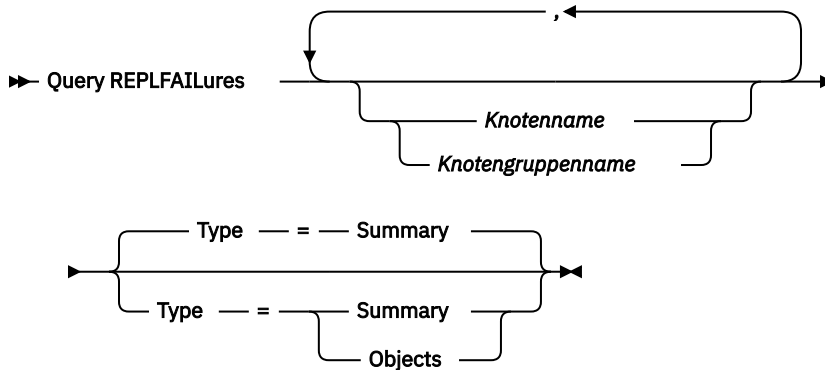 ,
Query REPLFAILures
Knotenname
Knotengruppenname
Type = Summary
Type = Summary
Objects